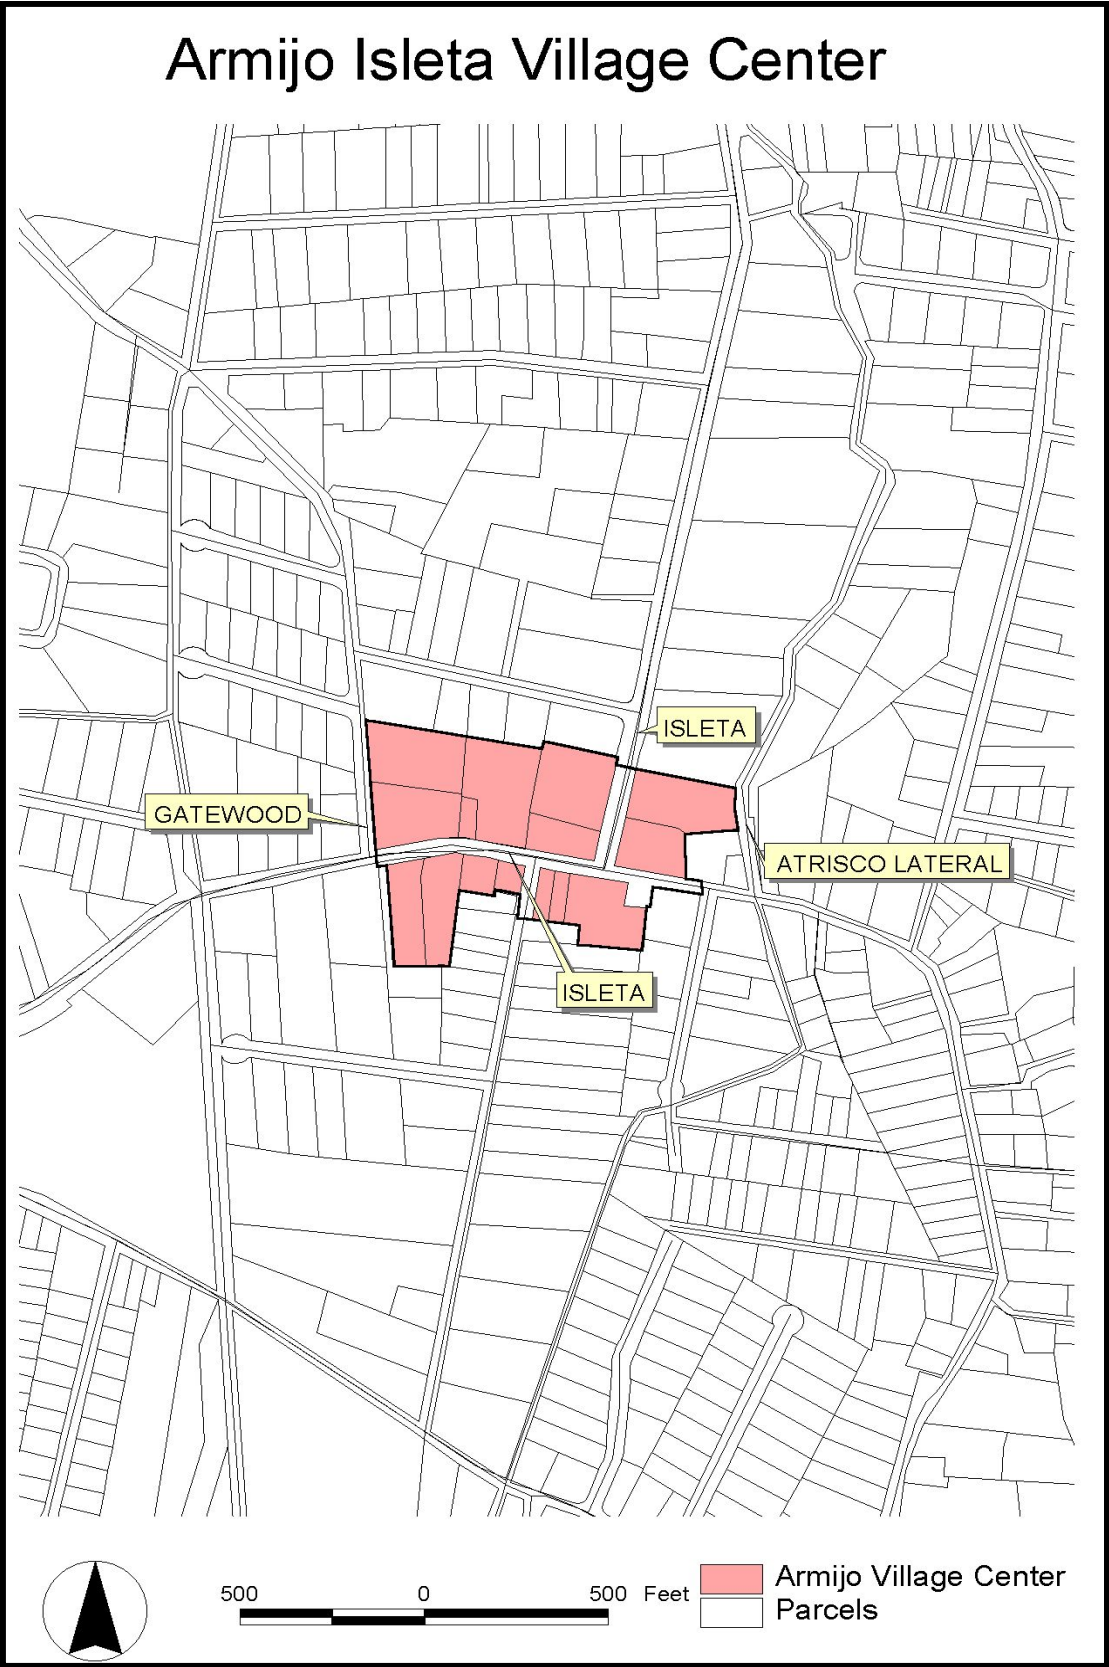 Armijo Isleta Village Center
ISLETA
GATEWOOD
ATRISCO LATERAL
ISLETA
500 0 500 Feet
Armijo Village Center
Parcels